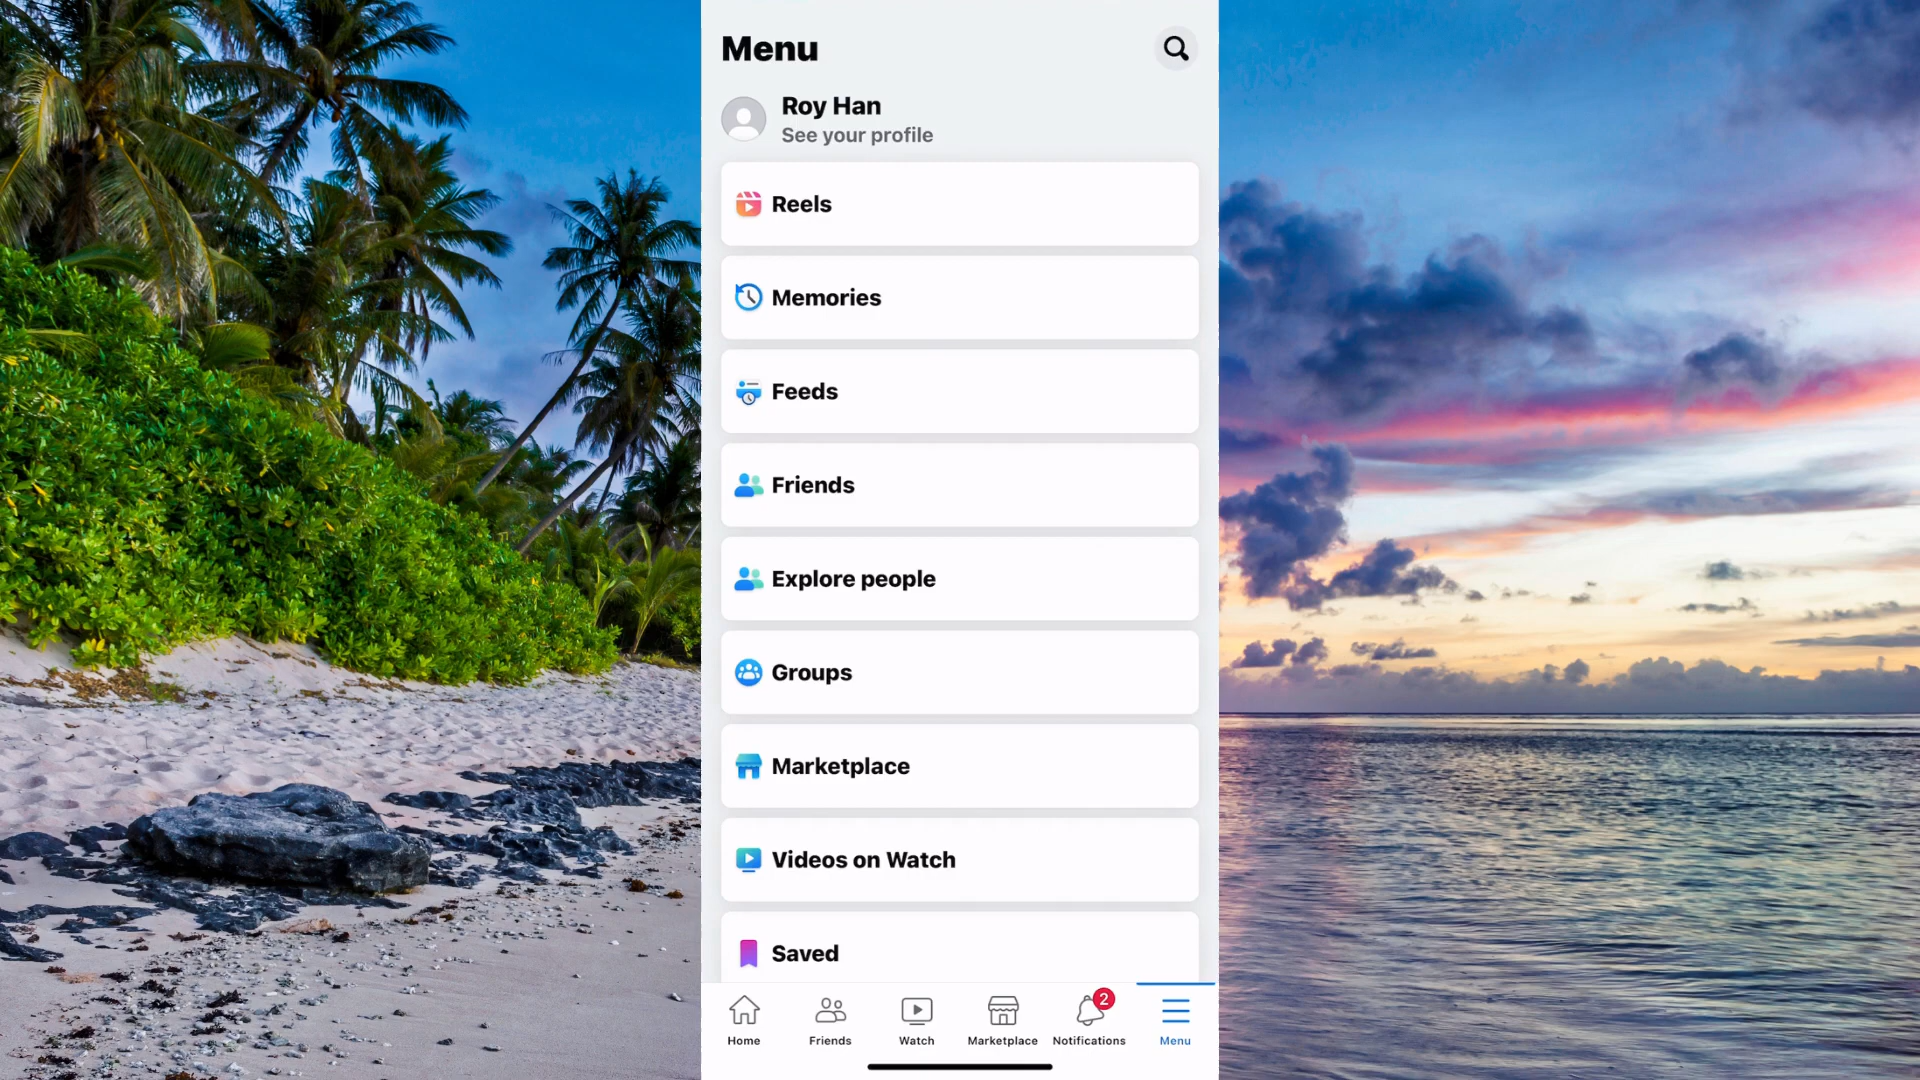 Menu
Roy Han
See your profile
Reels
Memories
Feeds
Friends
Explore people
Groups
Marketplace
Videos on Watch
Saved
2
Home
Friends
Watch
Marketplace
Notifications
Menu